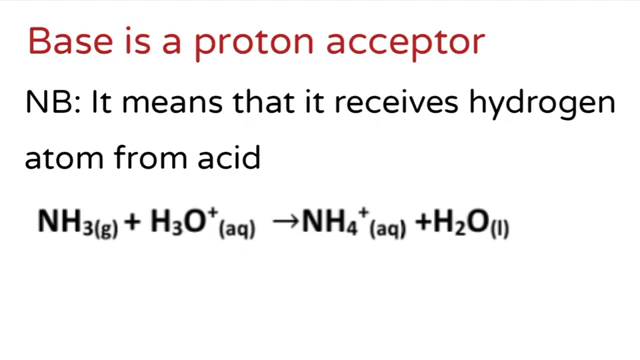 Base is a proton acceptor
NB: It means that it receives hydrogen
atom from acid
NH₃(g) + H₃O⁺(aq) →NH₄⁺(aq) +H₂O(l)